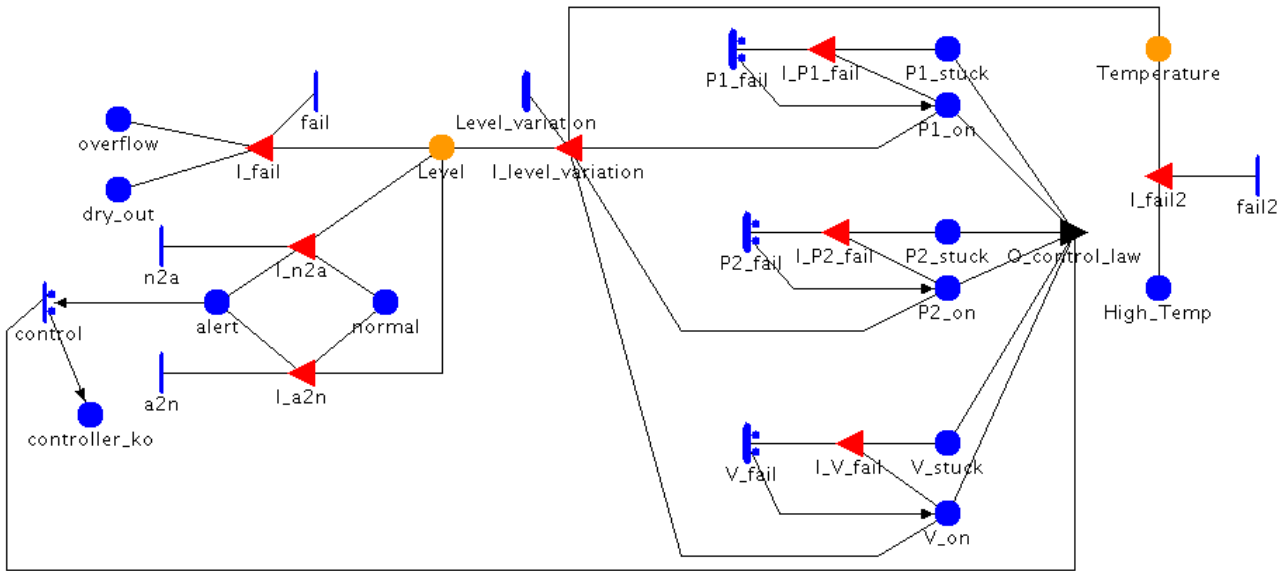 P1_fail
I_P1_fail
P1_stuck
Temperature
fail
Level_variation
P1_on
overflow
I_fail
Level
I_level_variation
dry_out
I_fail2
fail2
n2a
I_n2a
P2_fail
I_P2_fail
P2_stuck
O_control_law
control
alert
normal
P2_on
High_Temp
a2n
I_a2n
controller_ko
V_fail
I_V_fail
V_stuck
V_on